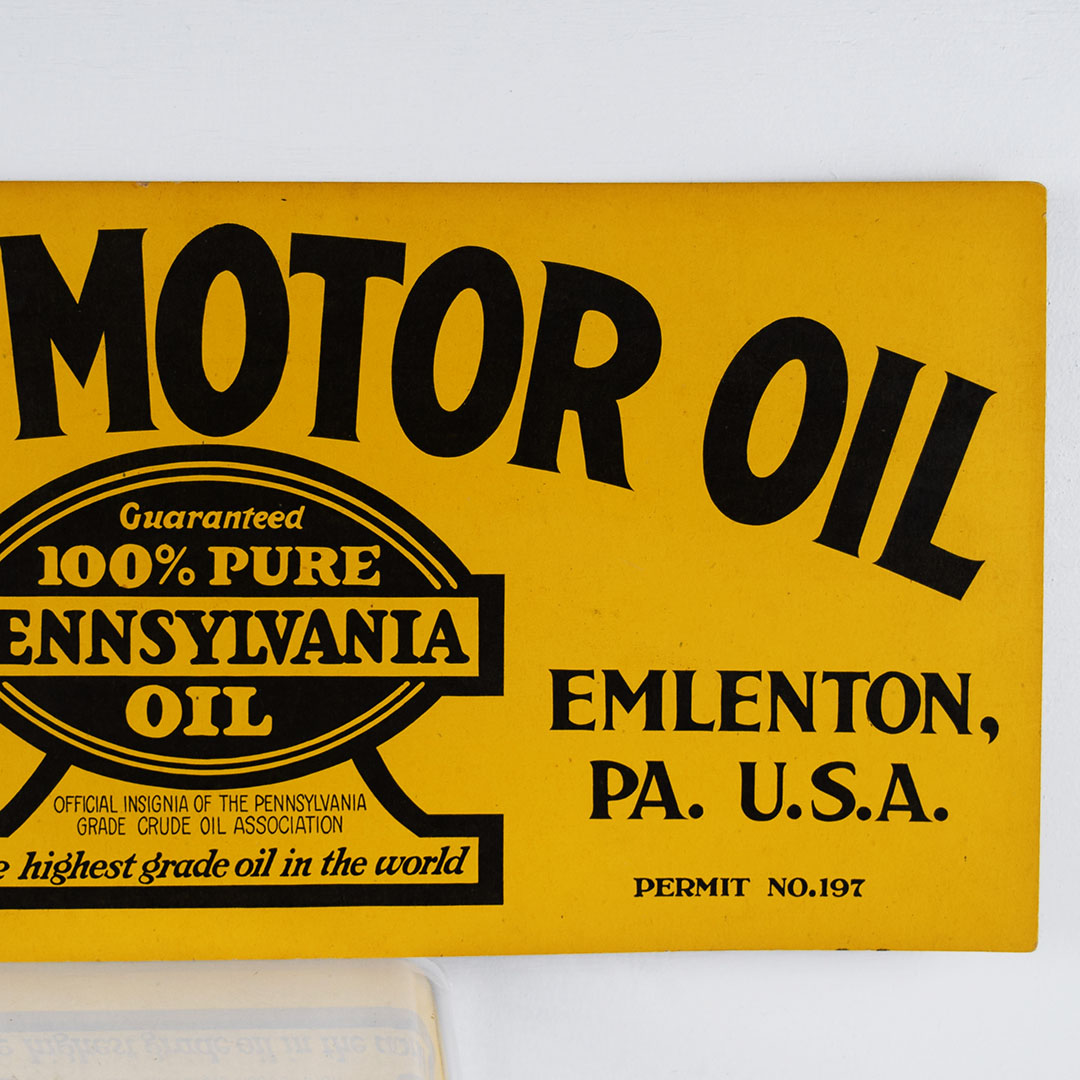 MOTOR OIL
Guaranteed
100% PURE
ENNSYLVANIA
OIL
OFFICIAL INSIGNIA OF THE PENNSYLVANIA
GRADE CRUDE OIL ASSOCIATION
e highest grade oil in the world
EMLENTON,
PA. U.S.A.
PERMIT NO.197